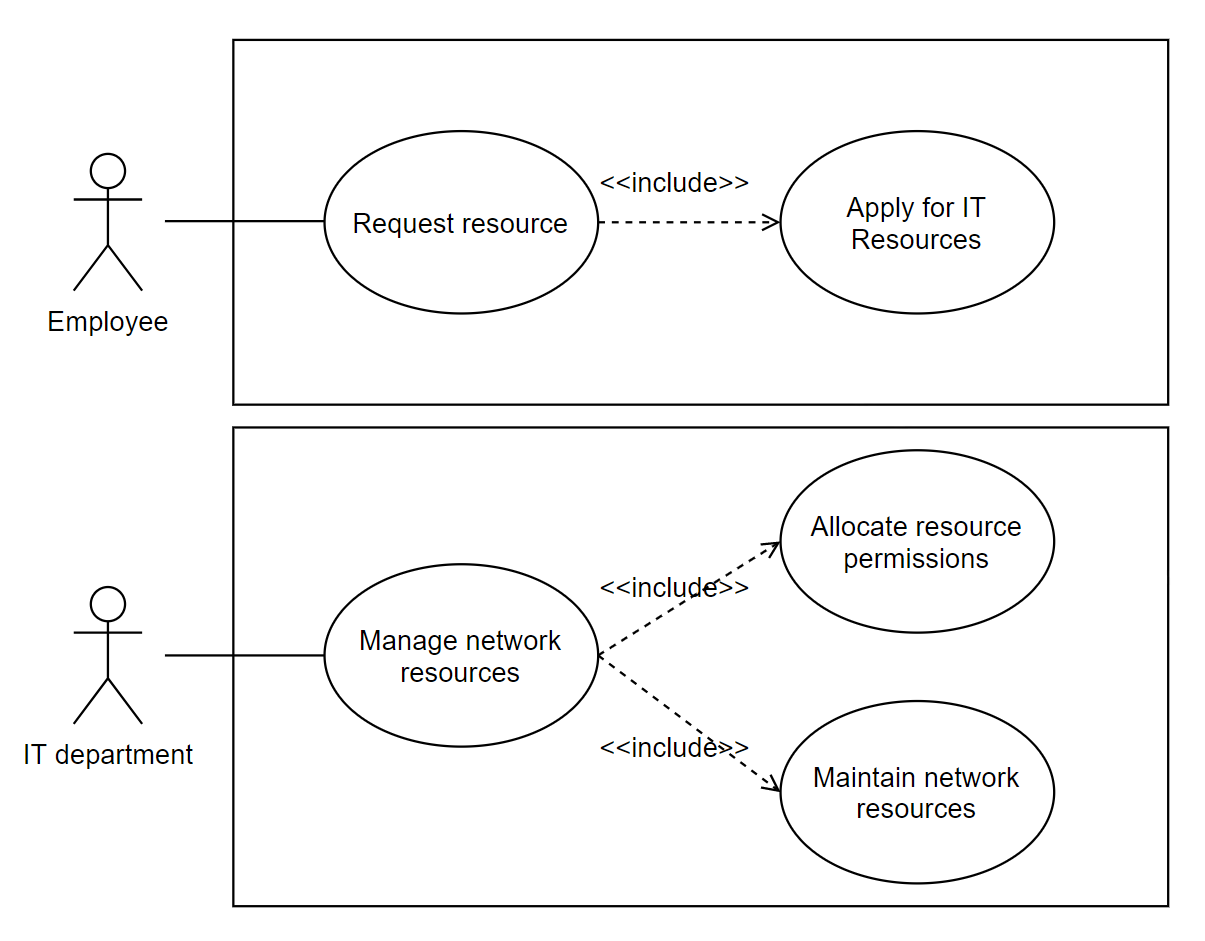 <<include>>
Request resource
Apply for IT
Resources
Employee
Allocate resource
permissions
<<include>>
Manage network
resources
IT department
<<include>>
Maintain network
resources